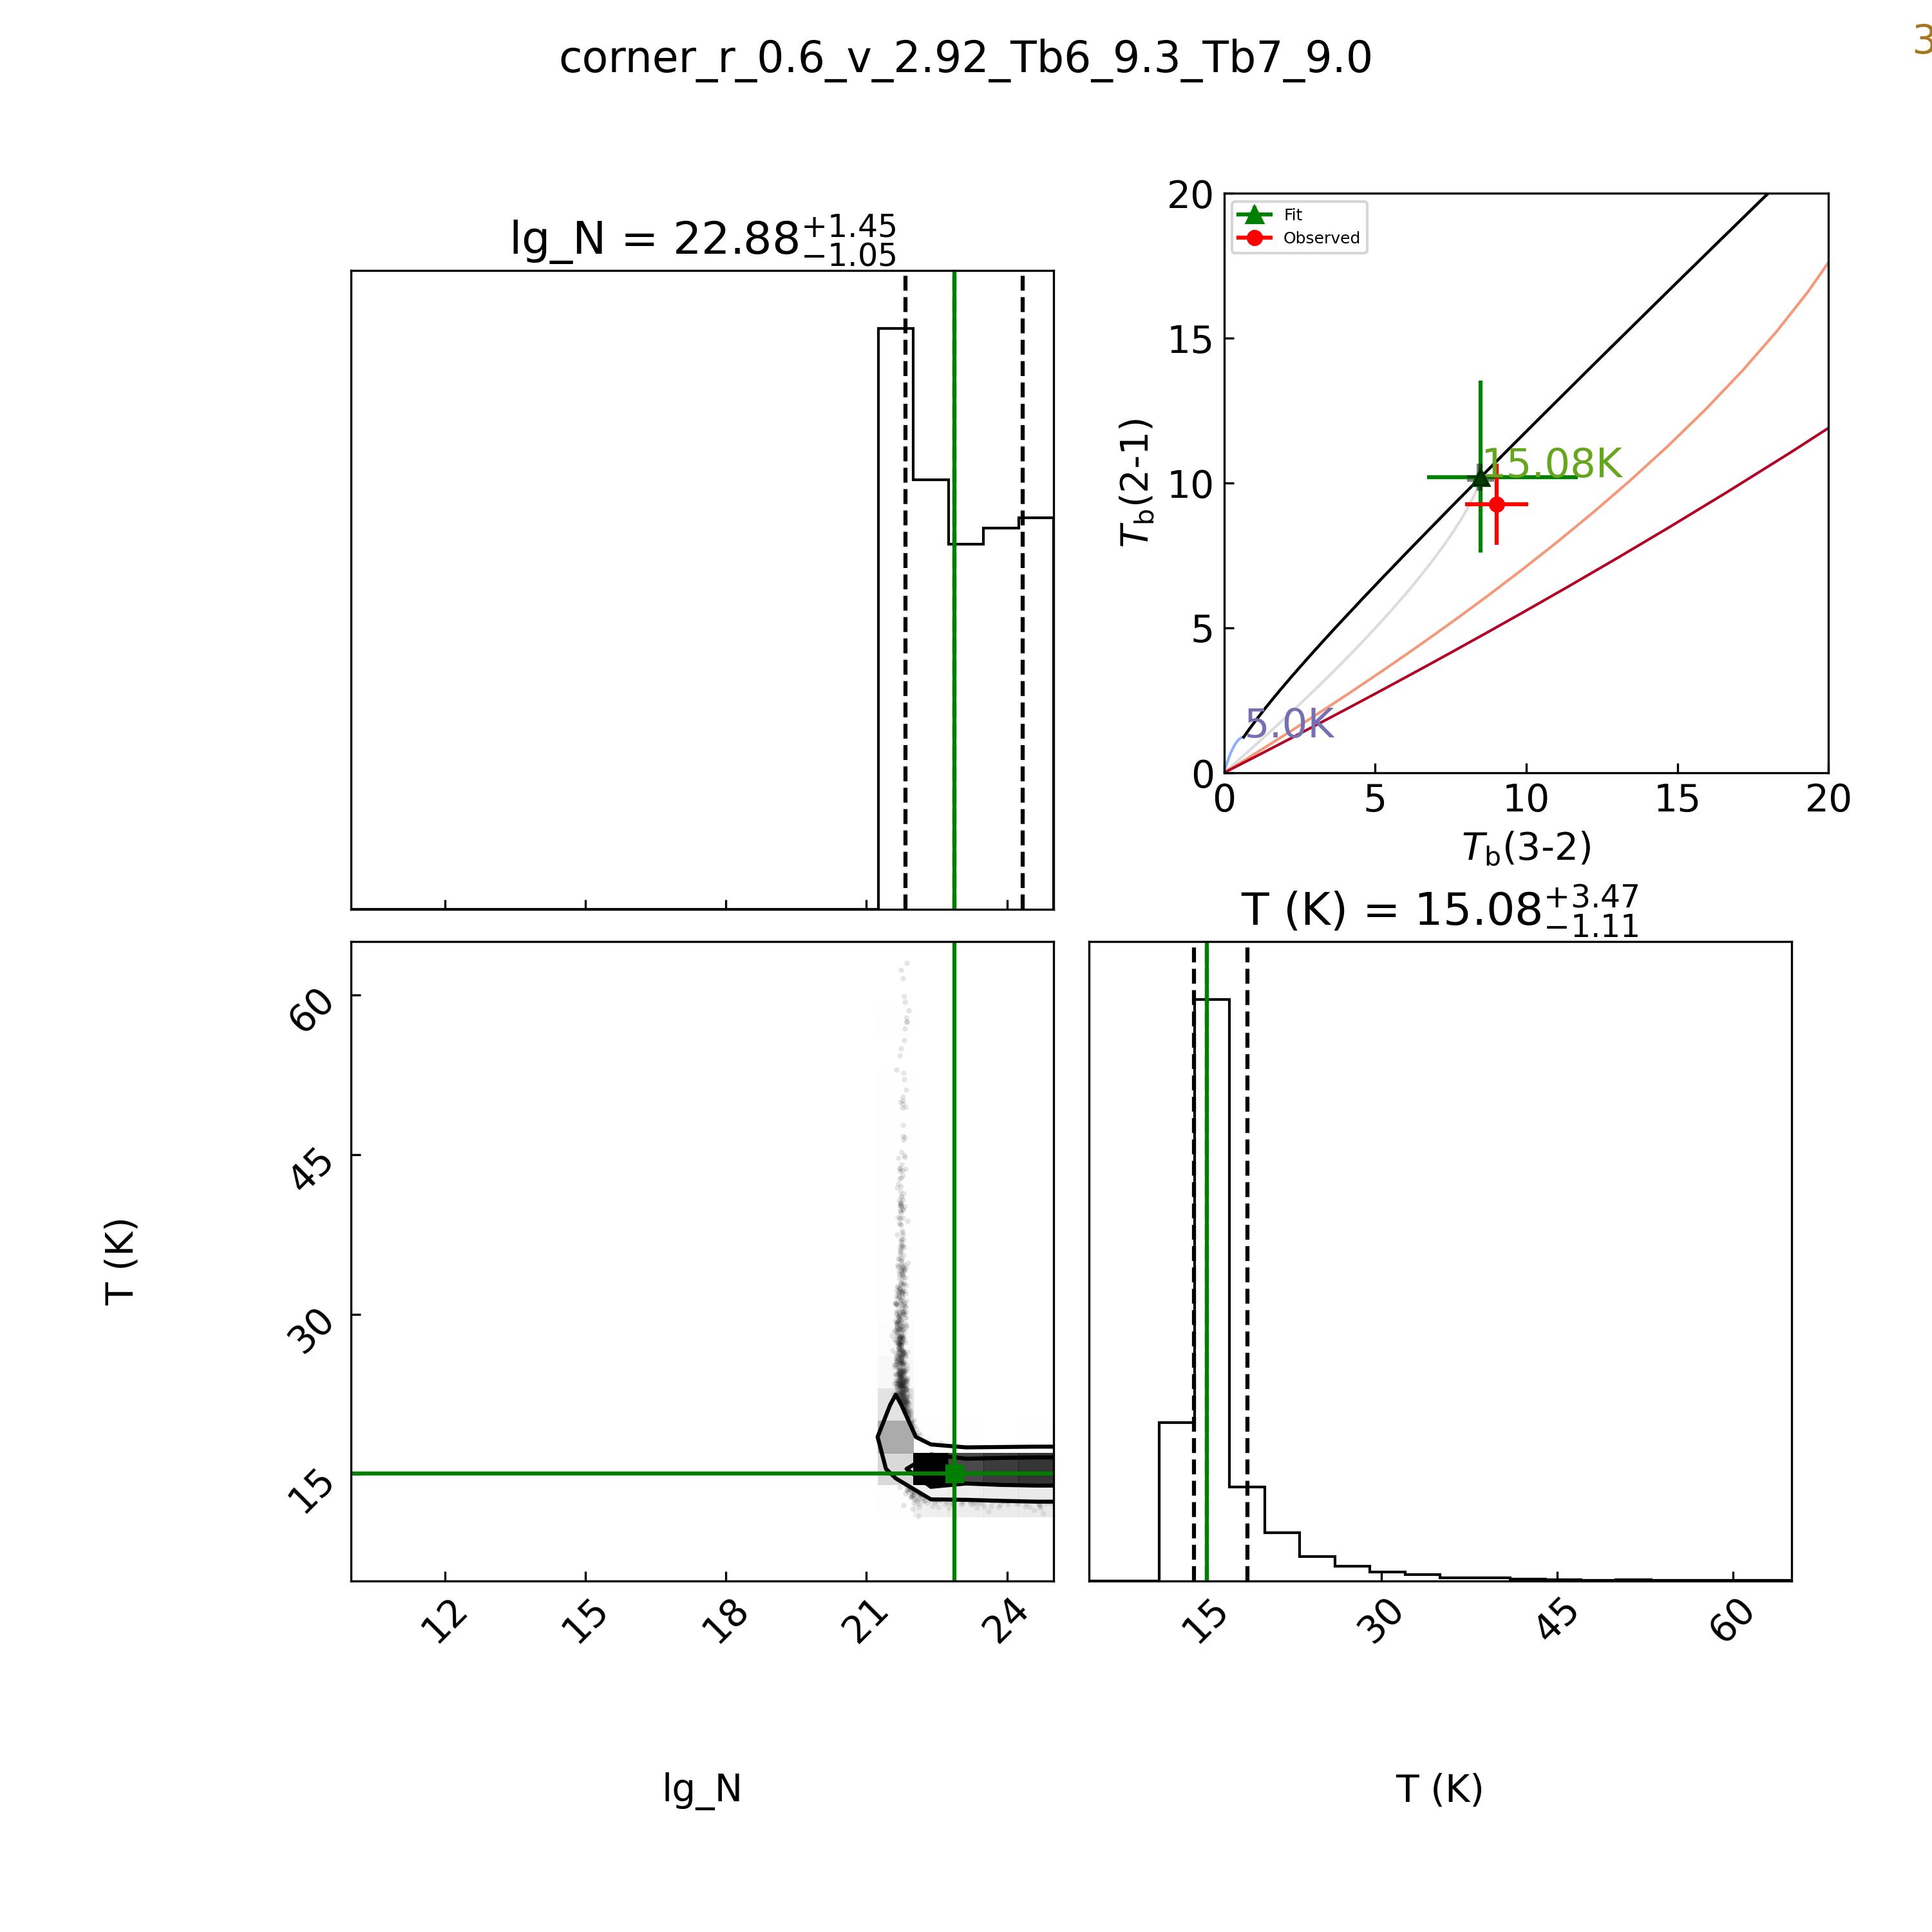 corner_r_0.6_v_2.92_Tb6_9.3_Tb7_9.0
3
lg_N = 22.88 +1.45 −1.05
20
15
10
5
0
Fit
Observed
15.08K
5.0K
T_b(2-1)
0 5 10 15 20
T_b(3-2)
T (K) = 15.08 +3.47 −1.11
60
45
30
15
T (K)
12 15 18 21 24
15 30 45 60
lg_N
T (K)